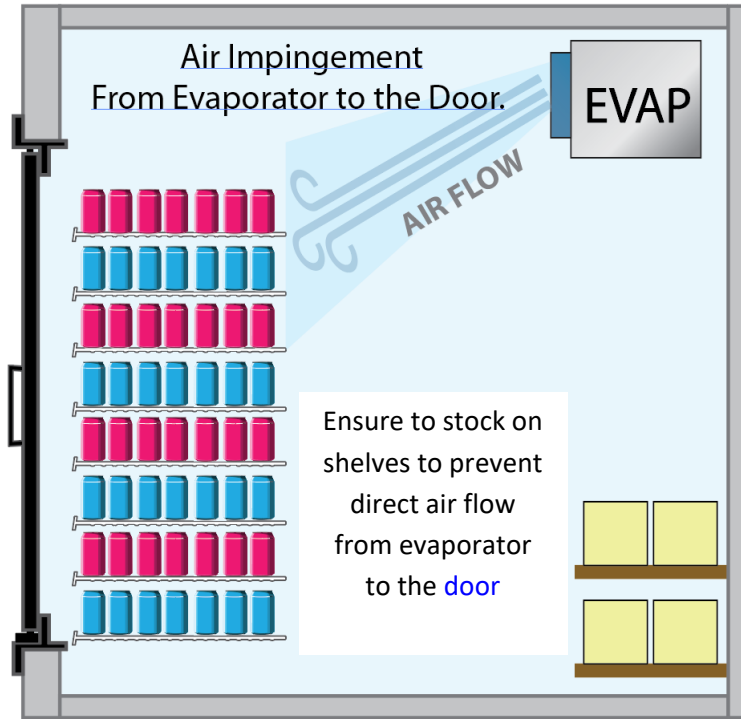 Air Impingement
From Evaporator to the Door.
EVAP
AIR FLOW
Ensure to stock on
shelves to prevent
direct air flow
from evaporator
to the door